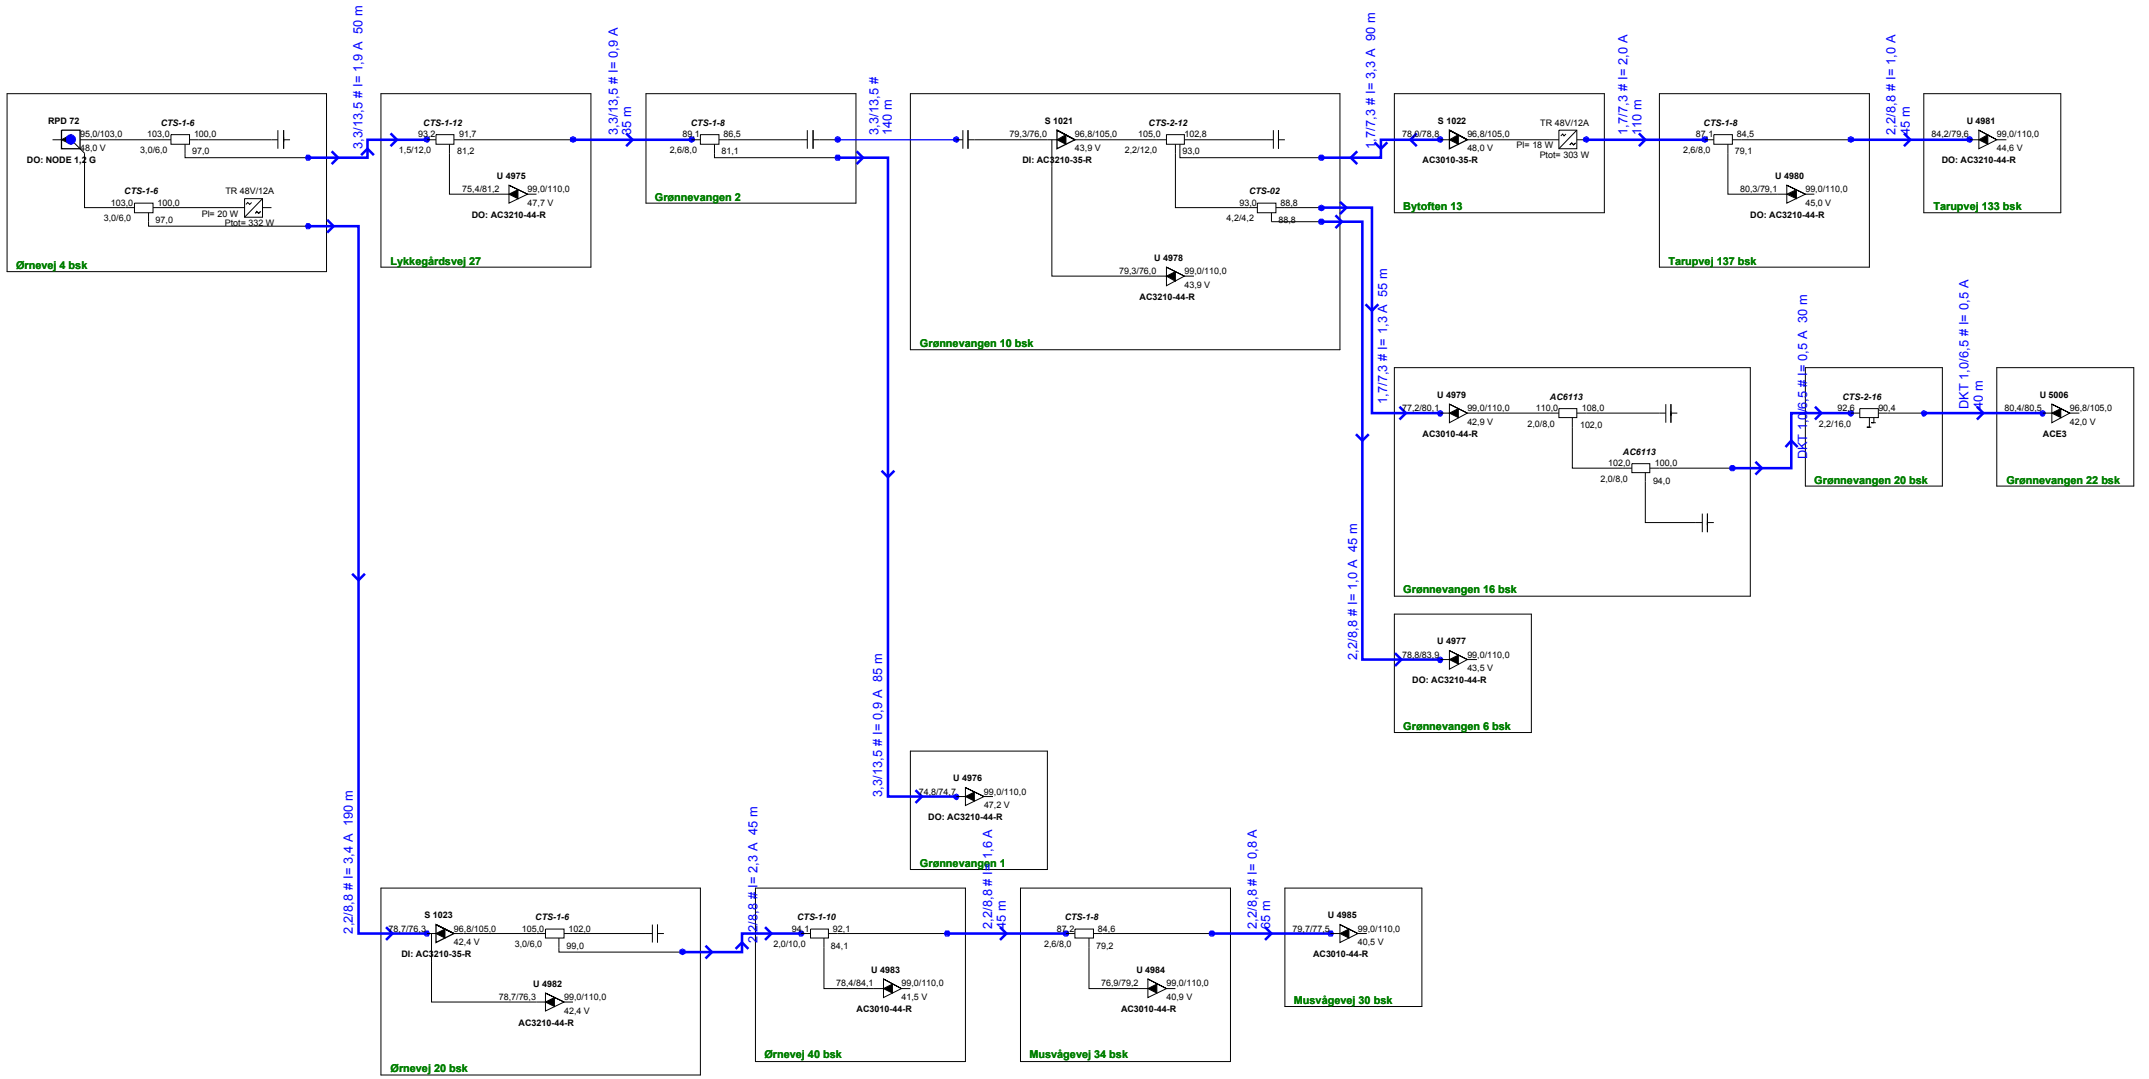 3,3/13,5 # I= 1,9 A  50 m
3,3/13,5 # I= 0,9 A
35 m
3,3/13,5 #
140 m
1,7/7,3 # I= 3,3 A  90 m
1,7/7,3 # I= 2,0 A
110 m
2,2/8,8 # I= 1,0 A
45 m
RPD 72
95,0/103,0
48,0 V
DO: NODE 1,2 G
CTS-1-6
103,0
100,0
3,0/6,0
97,0
CTS-1-6
103,0
100,0
3,0/6,0
97,0
TR 48V/12A
PI= 20 W
Ptot= 332 W
Ørnevej 4 bsk
CTS-1-12
93,2
91,7
1,5/12,0
81,2
U 4975
75,4/81,2
99,0/110,0
47,7 V
DO: AC3210-44-R
Lykkegårdsvej 27
CTS-1-8
89,1
86,5
2,6/8,0
81,1
Grønnevangen 2
S 1021
79,3/76,0
96,8/105,0
43,9 V
DI: AC3210-35-R
CTS-2-12
105,0
102,8
2,2/12,0
93,0
CTS-02
93,0
88,8
4,2/4,2
88,8
U 4978
79,3/76,0
99,0/110,0
43,9 V
AC3210-44-R
Grønnevangen 10 bsk
S 1022
78,9/78,8
96,8/105,0
48,0 V
AC3010-35-R
TR 48V/12A
PI= 18 W
Ptot= 303 W
Bytoften 13
CTS-1-8
87,1
84,5
2,6/8,0
79,1
U 4980
80,3/79,1
99,0/110,0
45,0 V
DO: AC3210-44-R
Tarupvej 137 bsk
U 4981
84,2/79,6
99,0/110,0
44,6 V
DO: AC3210-44-R
Tarupvej 133 bsk
1,7/7,3 # I= 1,3 A  55 m
DKT 1,0/6,5 # I= 0,5 A  30 m
DKT 1,0/6,5 # I= 0,5 A
40 m
U 4979
77,2/80,1
99,0/110,0
42,9 V
AC3010-44-R
AC6113
110,0
108,0
2,0/8,0
102,0
AC6113
102,0
100,0
2,0/8,0
94,0
Grønnevangen 16 bsk
CTS-2-16
92,6
90,4
2,2/16,0
Grønnevangen 20 bsk
U 5006
80,4/80,5
96,8/105,0
42,0 V
ACE3
Grønnevangen 22 bsk
2,2/8,8 # I= 1,0 A  45 m
U 4977
78,8/83,9
99,0/110,0
43,5 V
DO: AC3210-44-R
Grønnevangen 6 bsk
3,3/13,5 # I= 0,9 A  85 m
U 4976
74,8/74,7
99,0/110,0
47,2 V
DO: AC3210-44-R
Grønnevangen 1
2,2/8,8 # I= 3,4 A  190 m
2,2/8,8 # I= 2,3 A  45 m
2,2/8,8 # I= 1,6 A
45 m
2,2/8,8 # I= 0,8 A
65 m
S 1023
78,7/76,3
96,8/105,0
42,4 V
DI: AC3210-35-R
CTS-1-6
105,0
102,0
3,0/6,0
99,0
U 4982
78,7/76,3
99,0/110,0
42,4 V
AC3210-44-R
Ørnevej 20 bsk
CTS-1-10
94,1
92,1
2,0/10,0
84,1
U 4983
78,4/84,1
99,0/110,0
41,5 V
AC3010-44-R
Ørnevej 40 bsk
CTS-1-8
87,2
84,6
2,6/8,0
79,2
U 4984
76,9/79,2
99,0/110,0
40,9 V
AC3010-44-R
Musvågevej 34 bsk
U 4985
79,7/77,5
99,0/110,0
40,5 V
AC3010-44-R
Musvågevej 30 bsk